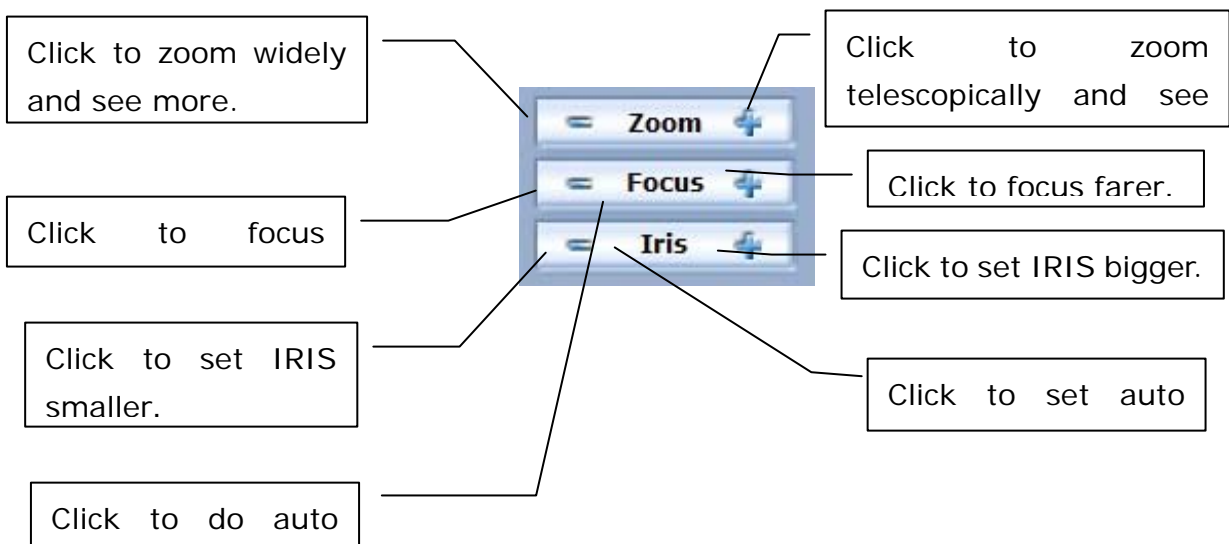 Click to zoom widely
and see more.
Click to zoom
telescopically and see
Zoom
Focus
Iris
Click to focus farer.
Click to focus
Click to set IRIS bigger.
Click to set IRIS
smaller.
Click to set auto
Click to do auto